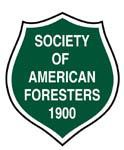 SOCIETY
OF
AMERICAN
FORESTERS
1900